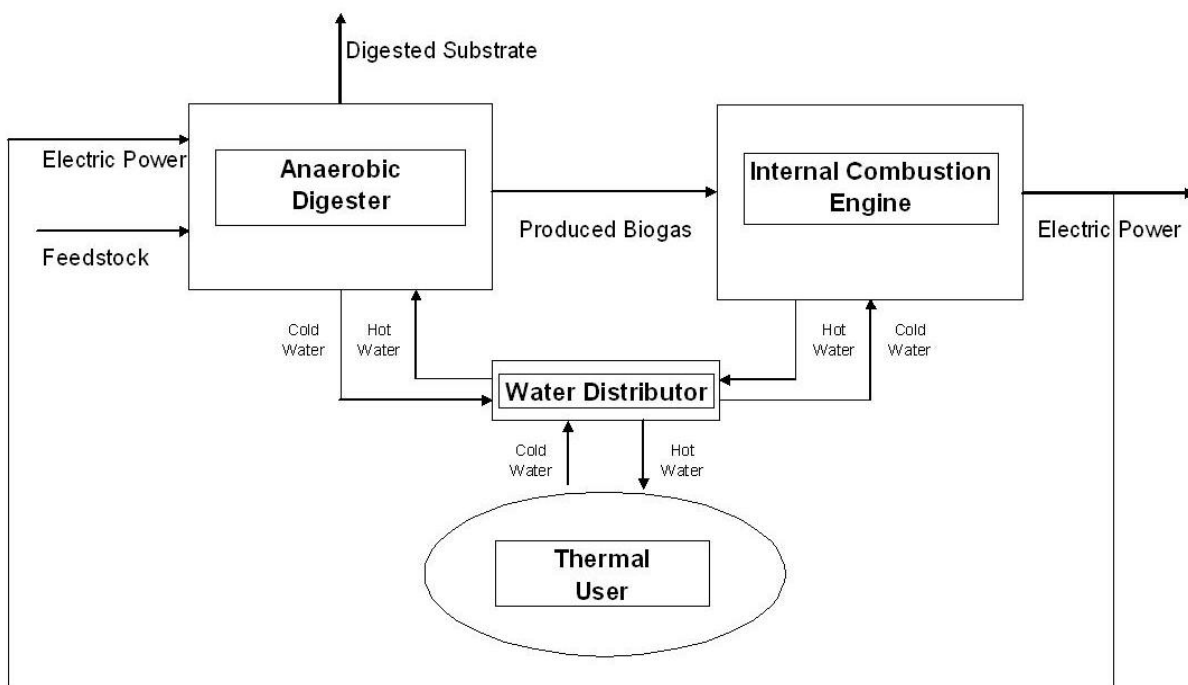 Digested Substrate
Electric Power
Anaerobic
Digester
Feedstock
Produced Biogas
Internal Combustion
Engine
Electric Power
Cold
Water
Hot
Water
Hot
Water
Cold
Water
Water Distributor
Cold
Water
Hot
Water
Thermal
User